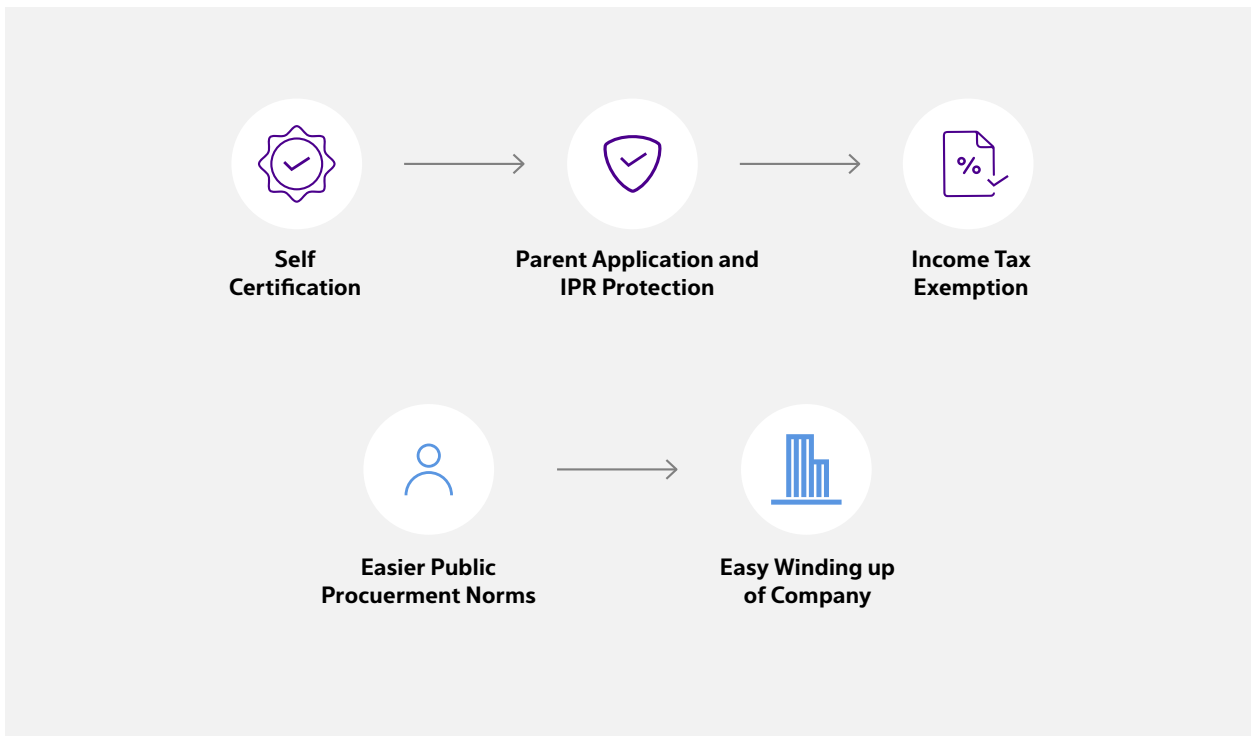 %
Self
Certification
Parent Application and
IPR Protection
Income Tax
Exemption
Easier Public
Procuerment Norms
Easy Winding up
of Company